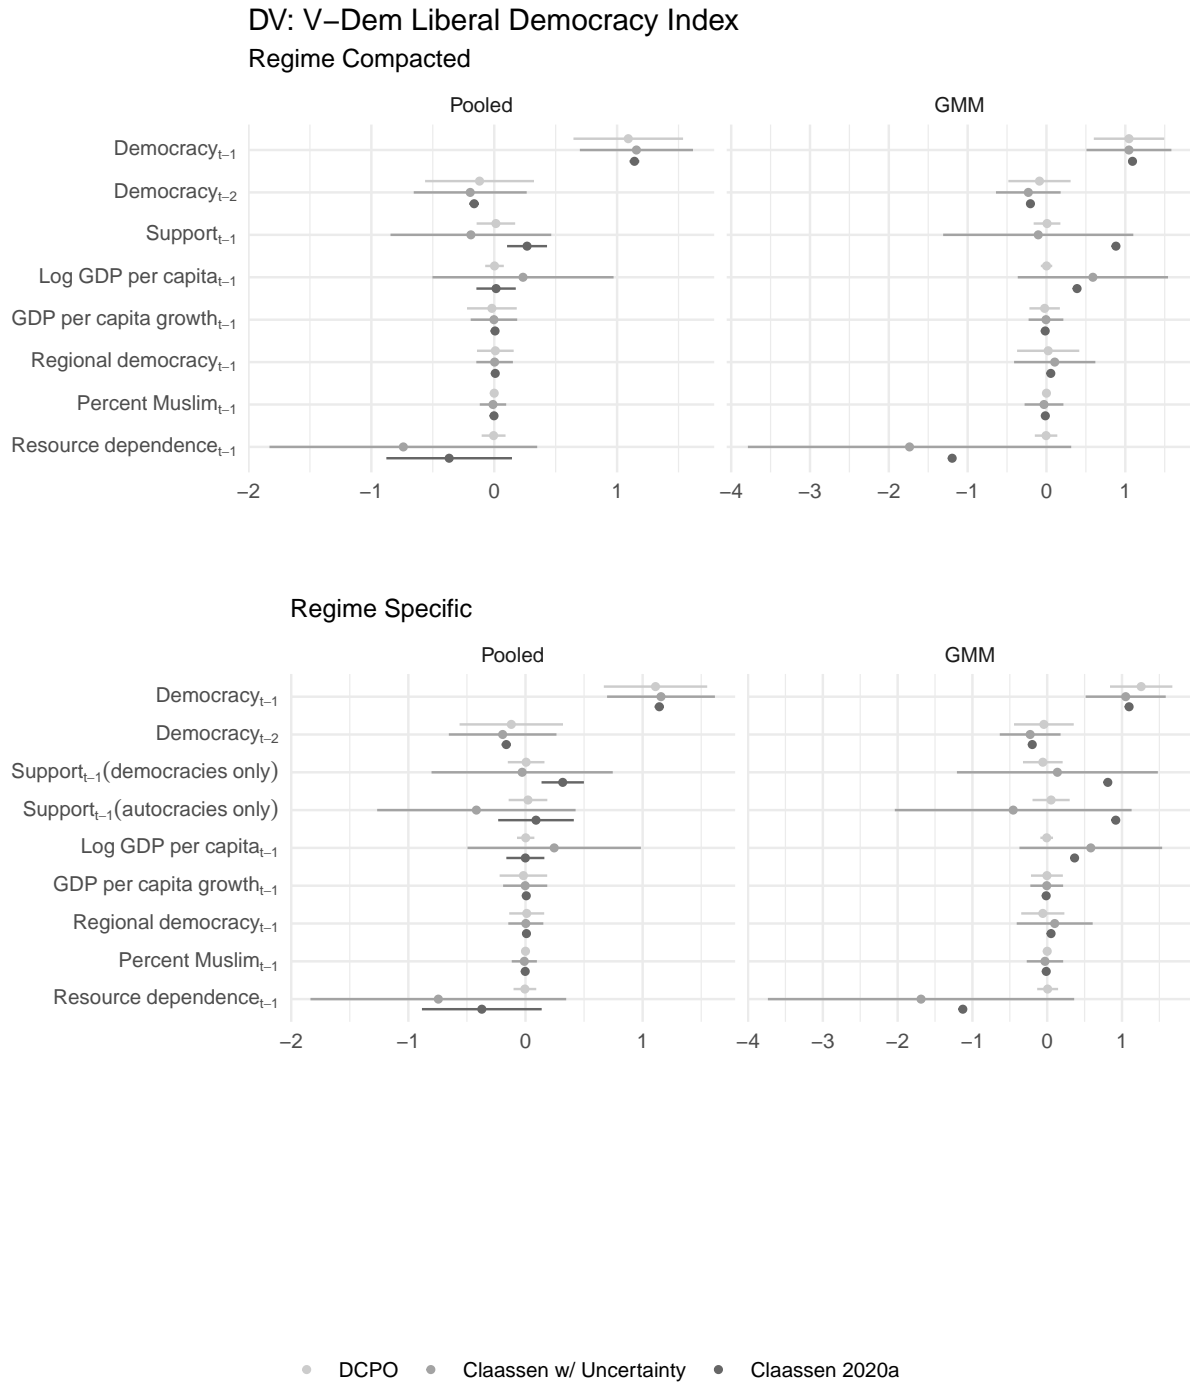 DV: V−Dem Liberal Democracy Index
Regime Compacted
Pooled GMM
Democracyt−1
Democracyt−2
Supportt−1
Log GDP per capitat−1
GDP per capita growtht−1
Regional democracyt−1
Percent Muslimt−1
Resource dependencet−1
−2 −1 0 1 −4 −3 −2 −1 0 1
Regime Specific
Pooled GMM
Democracyt−1
Democracyt−2
Supportt−1(democracies only)
Supportt−1(autocracies only)
Log GDP per capitat−1
GDP per capita growtht−1
Regional democracyt−1
Percent Muslimt−1
Resource dependencet−1
−2 −1 0 1 −4 −3 −2 −1 0 1
DCPO Claassen w/ Uncertainty Claassen 2020a